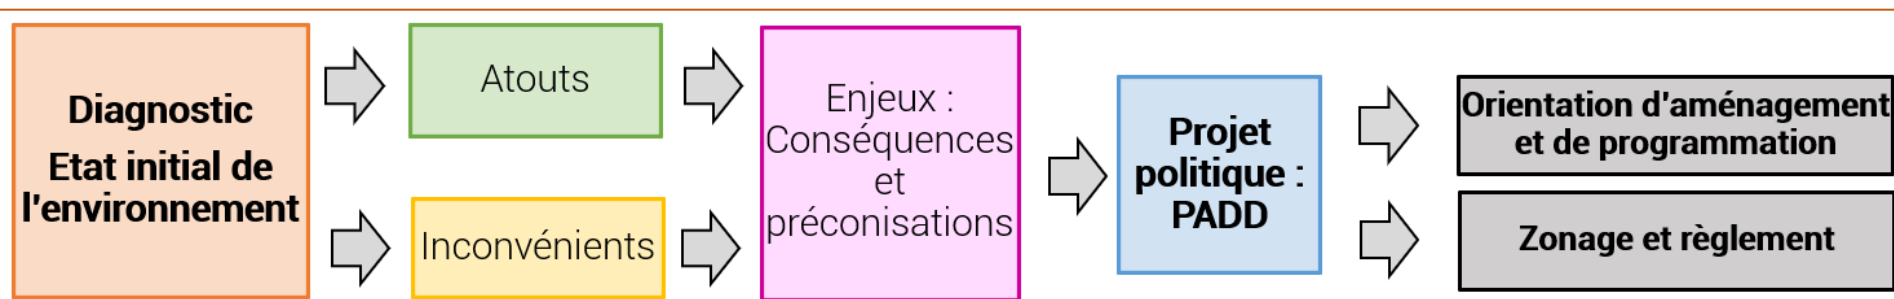 Diagnostic
Etat initial de
l'environnement
Atouts
Inconvénients
Enjeux :
Conséquences
et
préconisations
Projet
politique :
PADD
Orientation d'aménagement
et de programmation
Zonage et règlement